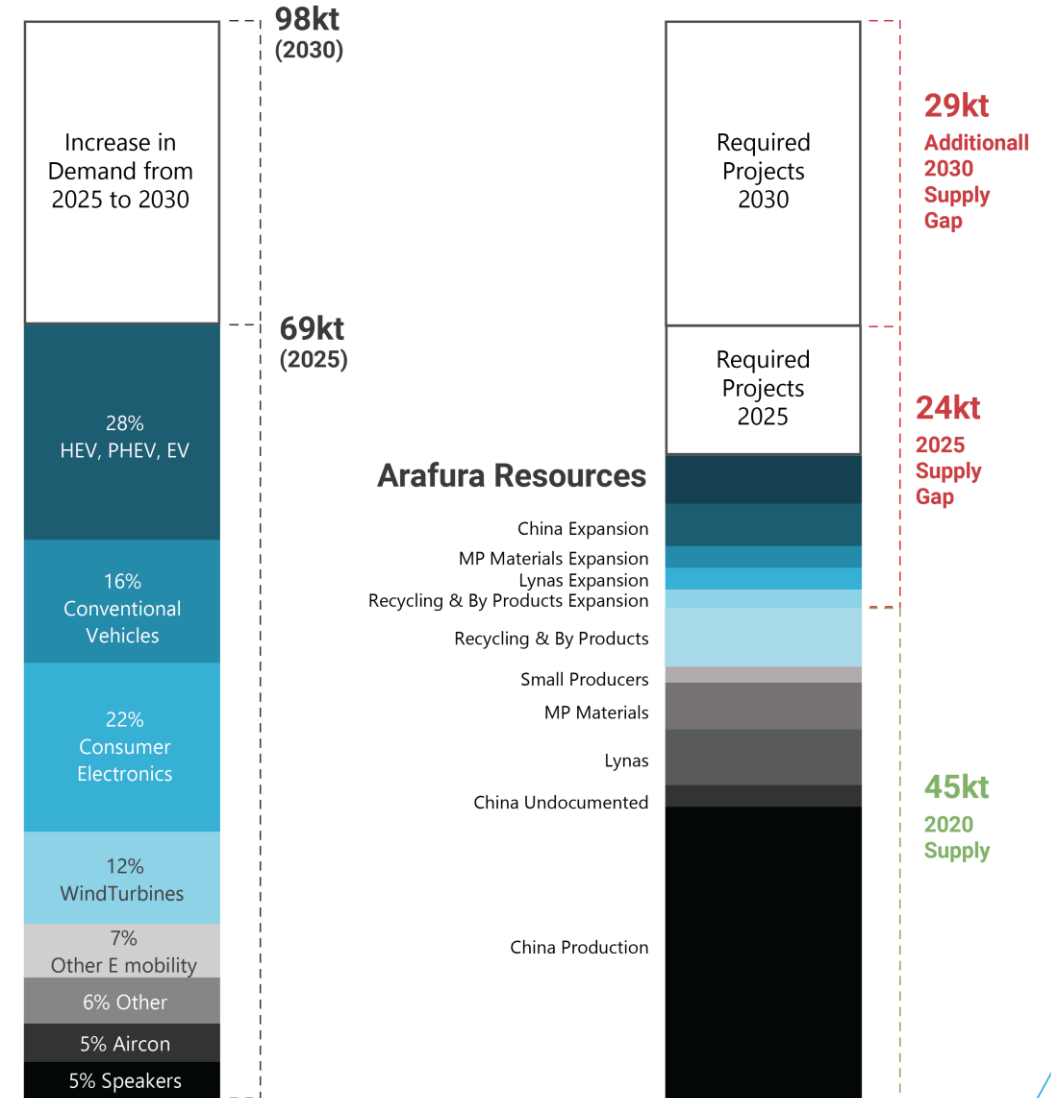 98kt
(2030)
Increase in
Demand from
2025 to 2030
69kt
(2025)
28%
HEV, PHEV, EV
16%
Conventional
Vehicles
22%
Consumer
Electronics
12%
WindTurbines
7%
Other E mobility
6% Other
5% Aircon
5% Speakers
Required
Projects
2030
Required
Projects
2025
Arafura Resources
China Expansion
MP Materials Expansion
Lynas Expansion
Recycling & By Products Expansion
Recycling & By Products
Small Producers
MP Materials
Lynas
China Undocumented
China Production
29kt
Additionall
2030
Supply
Gap
24kt
2025
Supply
Gap
45kt
2020
Supply